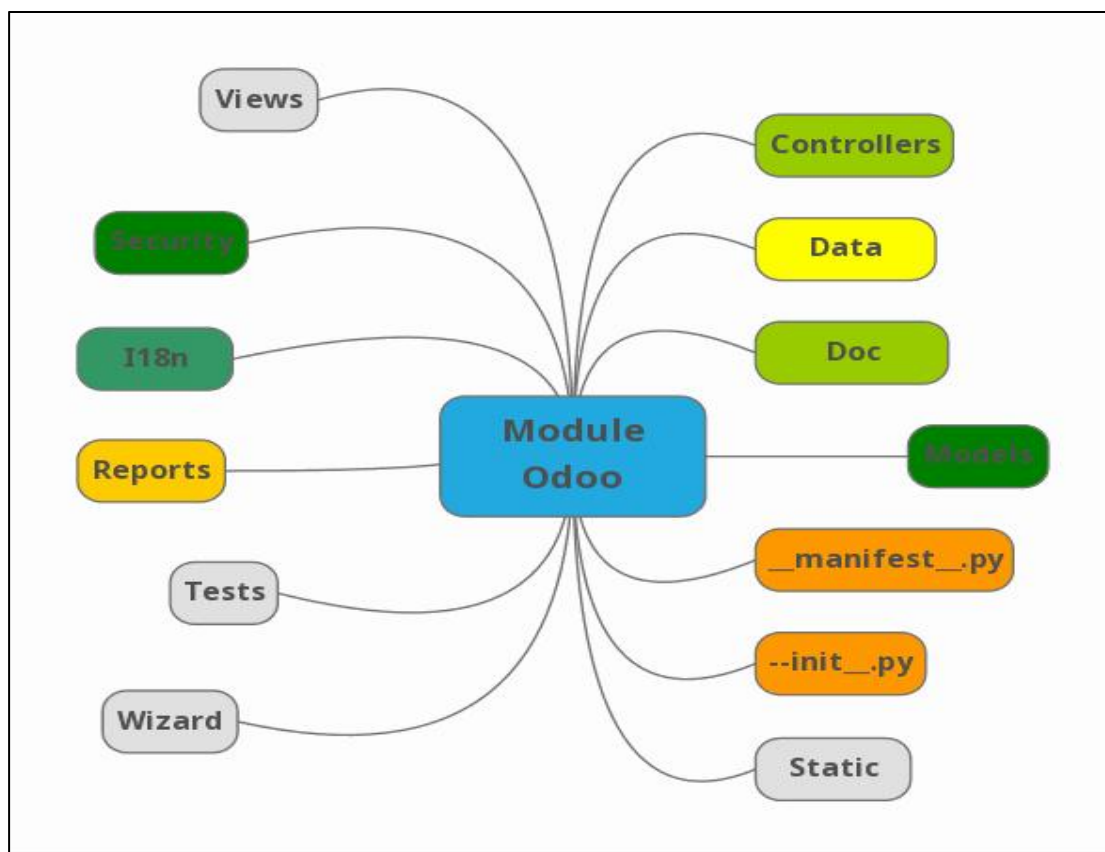 Views
Security
I18n
Reports
Tests
Wizard
Module
Odoo
Controllers
Data
Doc
Models
__manifest__.py
--init__.py
Static